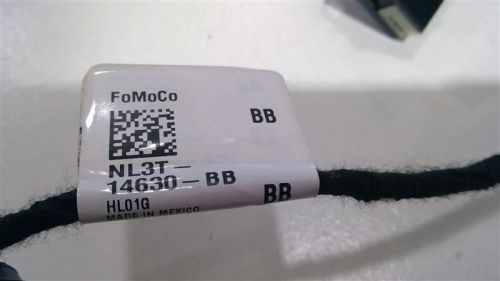 FoMoCo
BB
NL3T-
14630-BB
HL01G
BB
MADE IN MEXICO